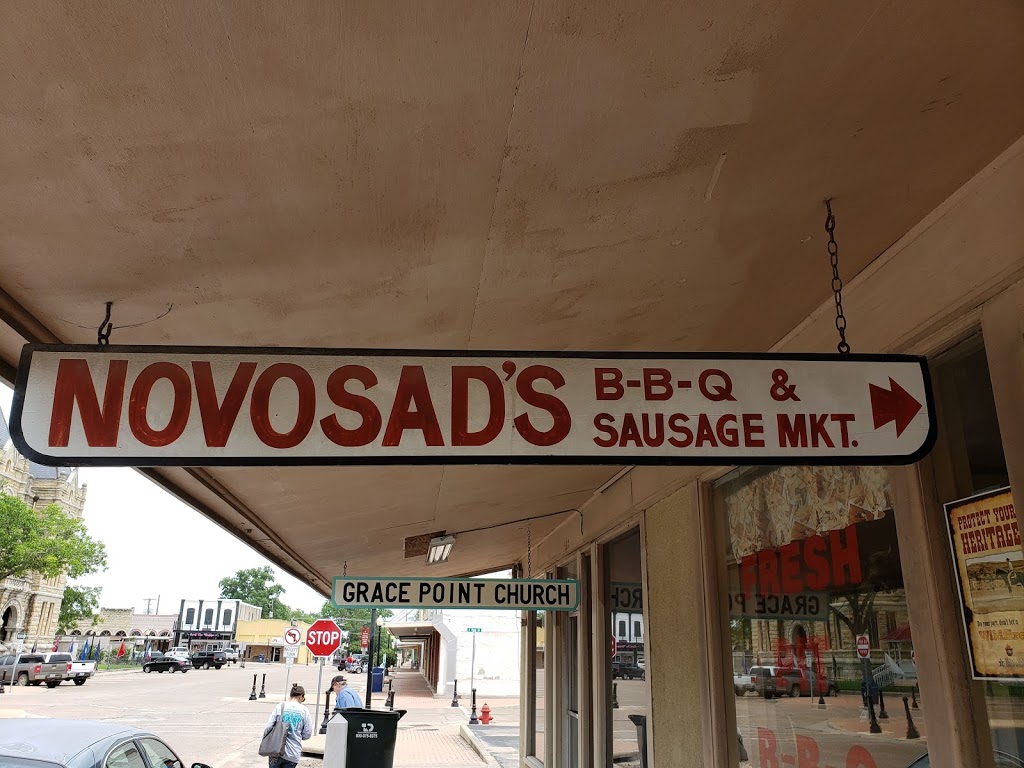 NOVOSAD'S
B-B-Q &
SAUSAGE MKT.
GRACE POINT CHURCH
STOP
FRESH
B-B-Q
PROTECT YOUR
HERITAGE